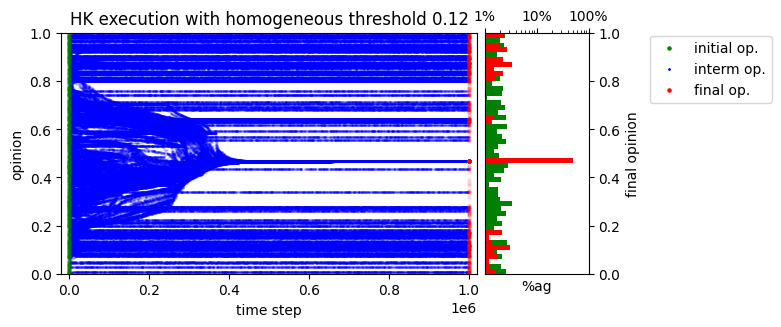 HK execution with homogeneous threshold 0.12
1% 10% 100%
initial op.
interm op.
final op.
1.0
0.8
0.6
0.4
0.2
0.0
opinion
1.0
0.8
0.6
0.4
0.2
0.0
final opinion
0.0 0.2 0.4 0.6 0.8 1.0
%ag
1e6
time step